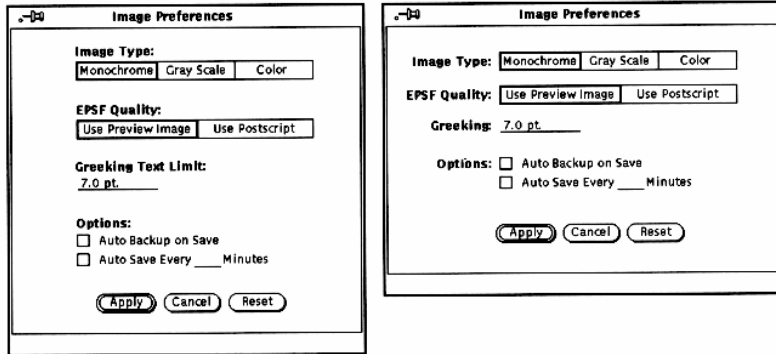 Image Preferences
Image Type:
Monochrome Gray Scale Color
EPSF Quality:
Use Preview Image Use Postscript
Greeking Text Limit:
7.0 pt.
Options:
Auto Backup on Save
Auto Save Every ____ Minutes
Apply Cancel Reset
Image Preferences
Image Type: Monochrome Gray Scale Color
EPSF Quality: Use Preview Image Use Postscript
Greeking: 7.0 pt.
Options: Auto Backup on Save
Auto Save Every ____ Minutes
Apply Cancel Reset